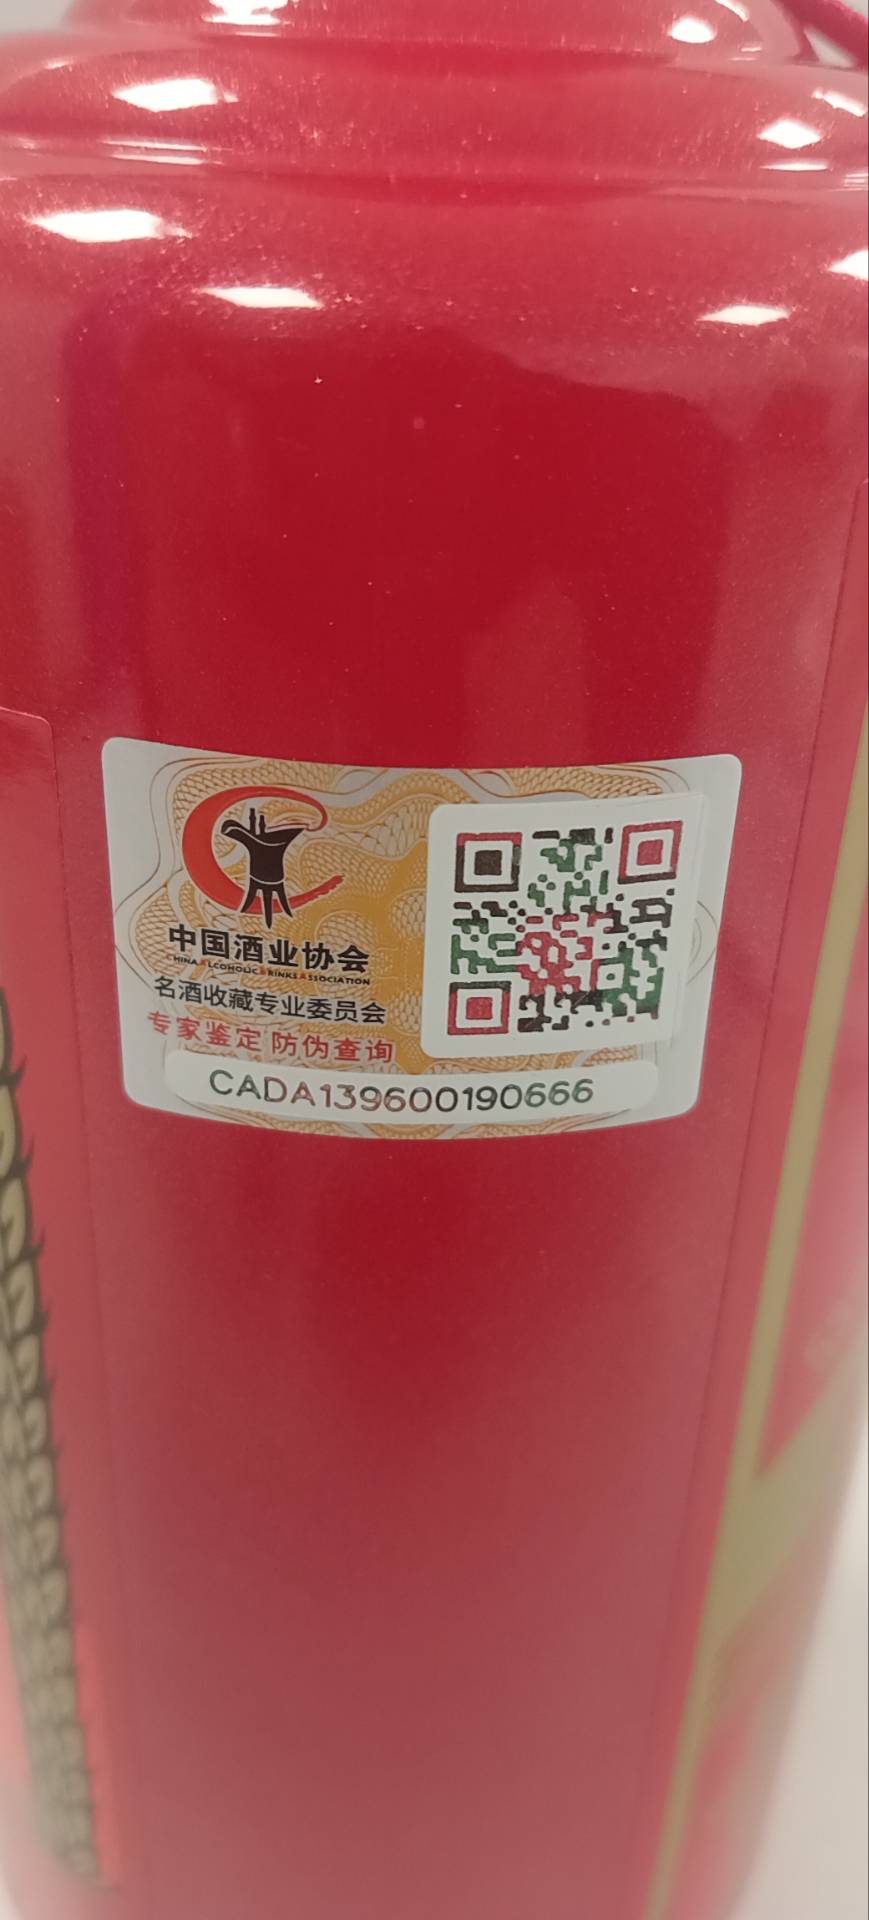 中国酒业协会
CHINA ALCOHOLIC DRINKS ASSOCIATION
名酒收藏专业委员会
专家鉴定 防伪查询
CADA139600190666